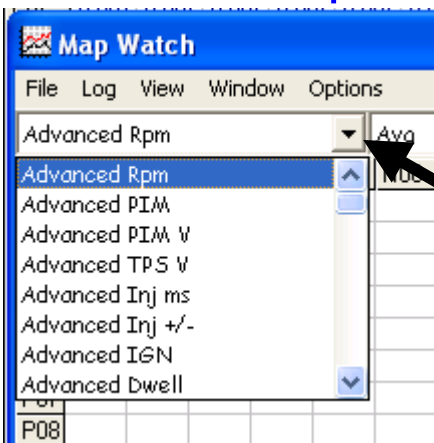 Map Watch
File Log View Window Options
Advanced Rpm Avg
Advanced Rpm
Advanced PIM
Advanced PIM V
Advanced TPS V
Advanced Inj ms
Advanced Inj +/-
Advanced IGN
Advanced Dwell
P08